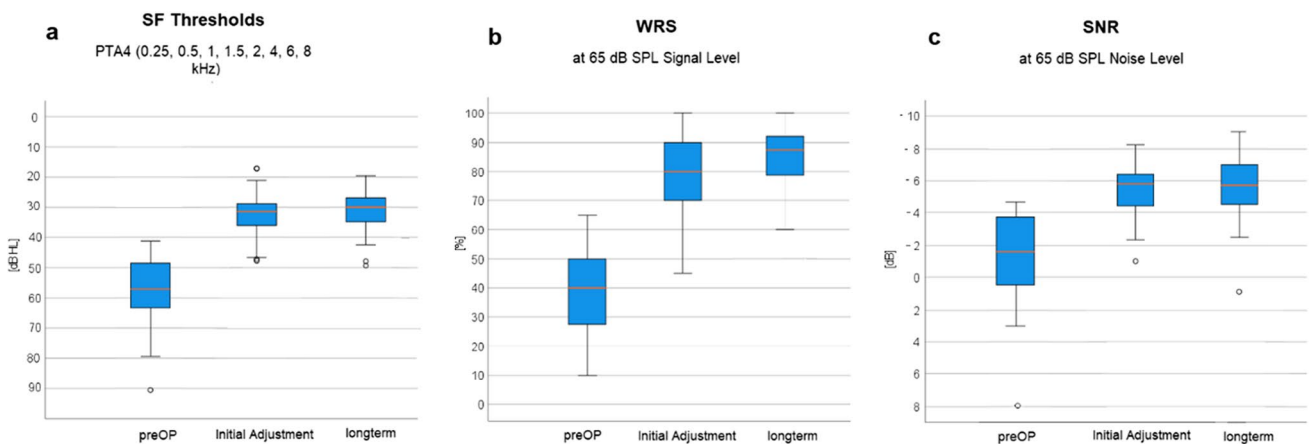 a
SF Thresholds
PTA4 (0.25, 0.5, 1, 1.5, 2, 4, 6, 8
kHz)
[dB HL]
0
10
20
30
40
50
60
70
80
90
preOP
Initial Adjustment
longterm
b
WRS
at 65 dB SPL Signal Level
[%]
100
90
80
70
60
50
40
30
20
10
0
preOP
Initial Adjustment
longterm
c
SNR
at 65 dB SPL Noise Level
[dB]
- 10
- 8
- 6
- 4
- 2
0
2
4
6
8
preOP
Initial Adjustment
longterm